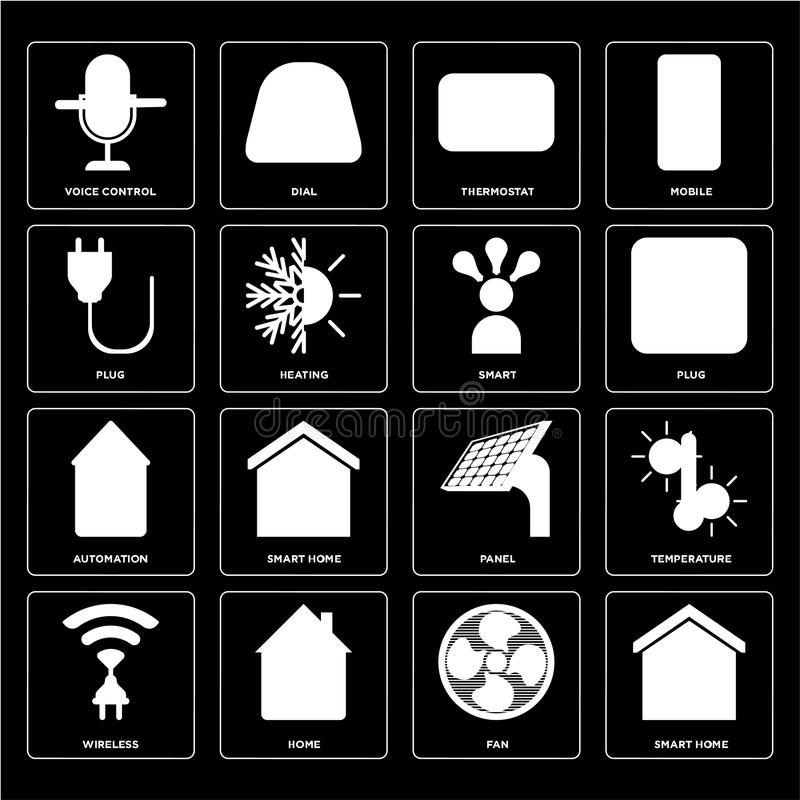 VOICE CONTROL
DIAL
THERMOSTAT
MOBILE
PLUG
HEATING
SMART
PLUG
dreamstime®
AUTOMATION
SMART HOME
PANEL
TEMPERATURE
WIRELESS
HOME
FAN
SMART HOME